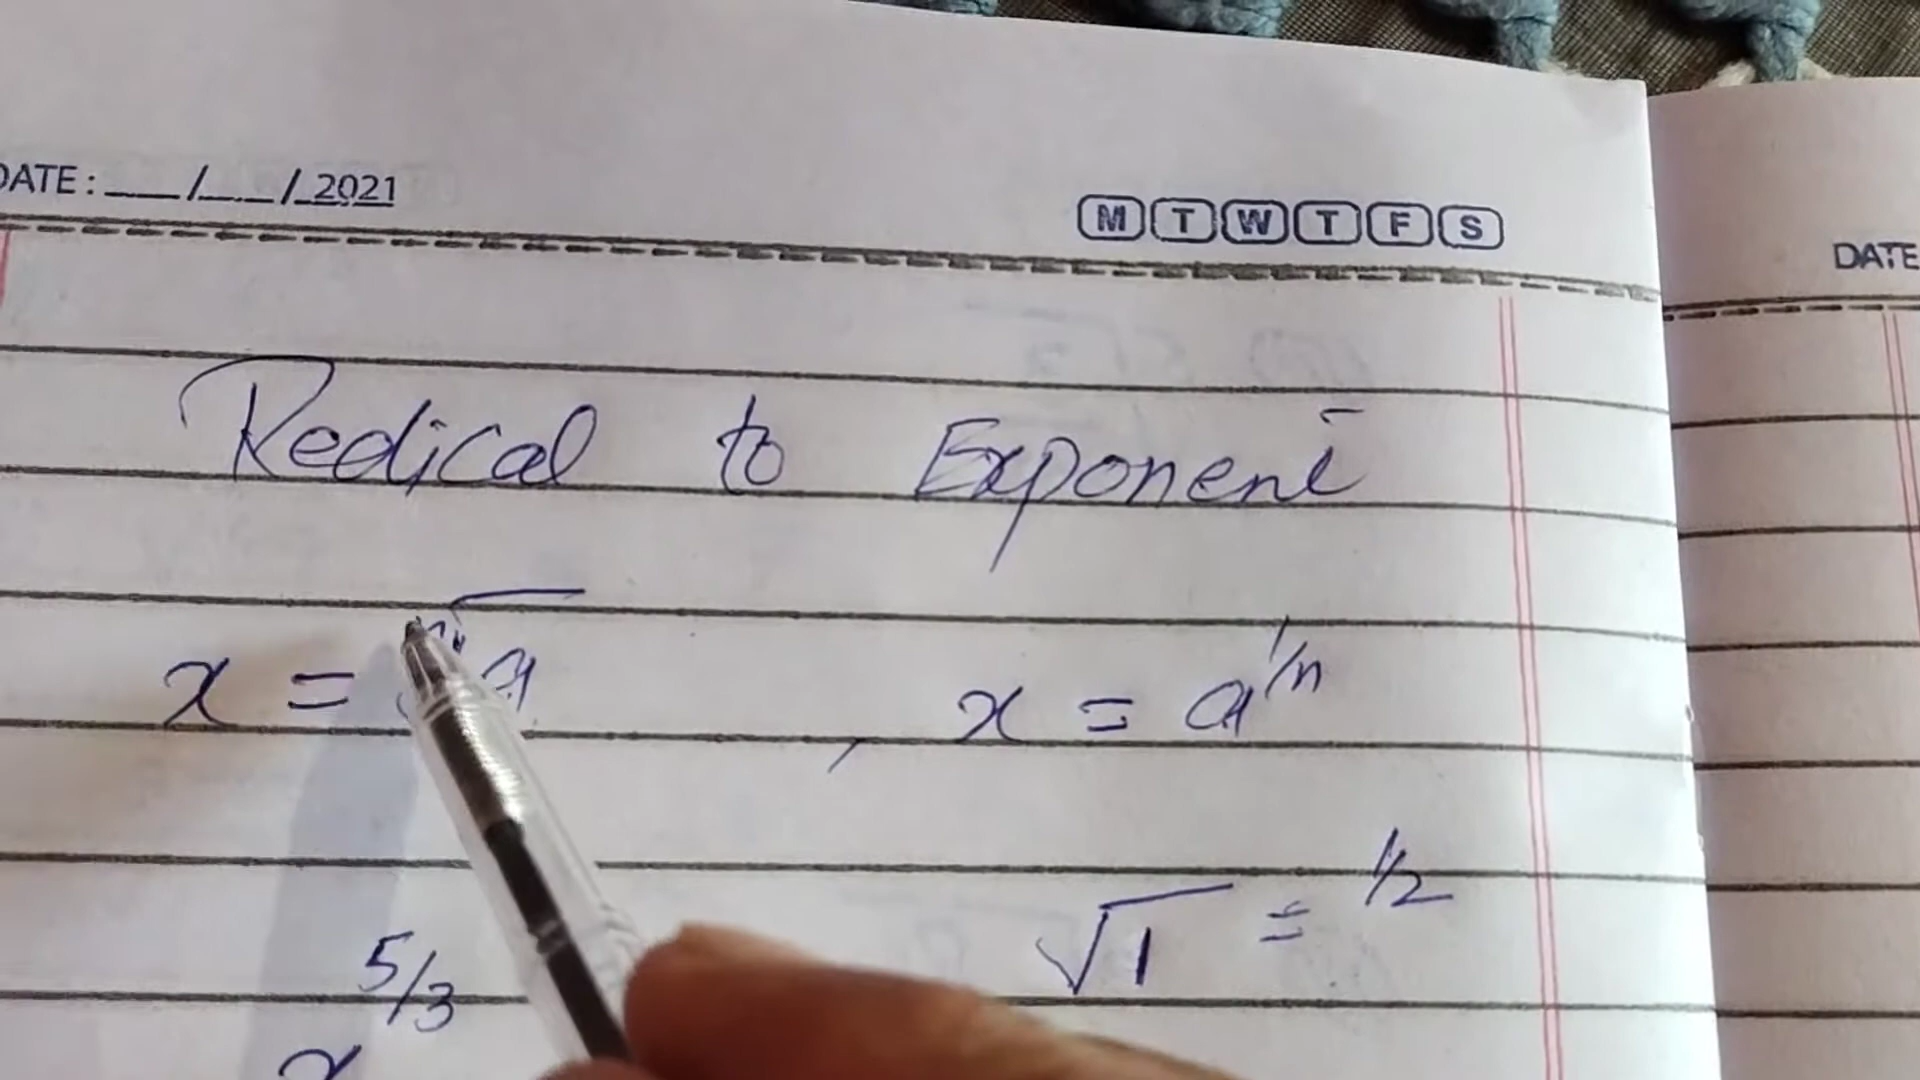 DATE: ___/___/2021
M T W T F S
DATE
Redical to Exponent
x = ⁿ√a , x = a^1/n
√1 = ^1/2
x^5/3